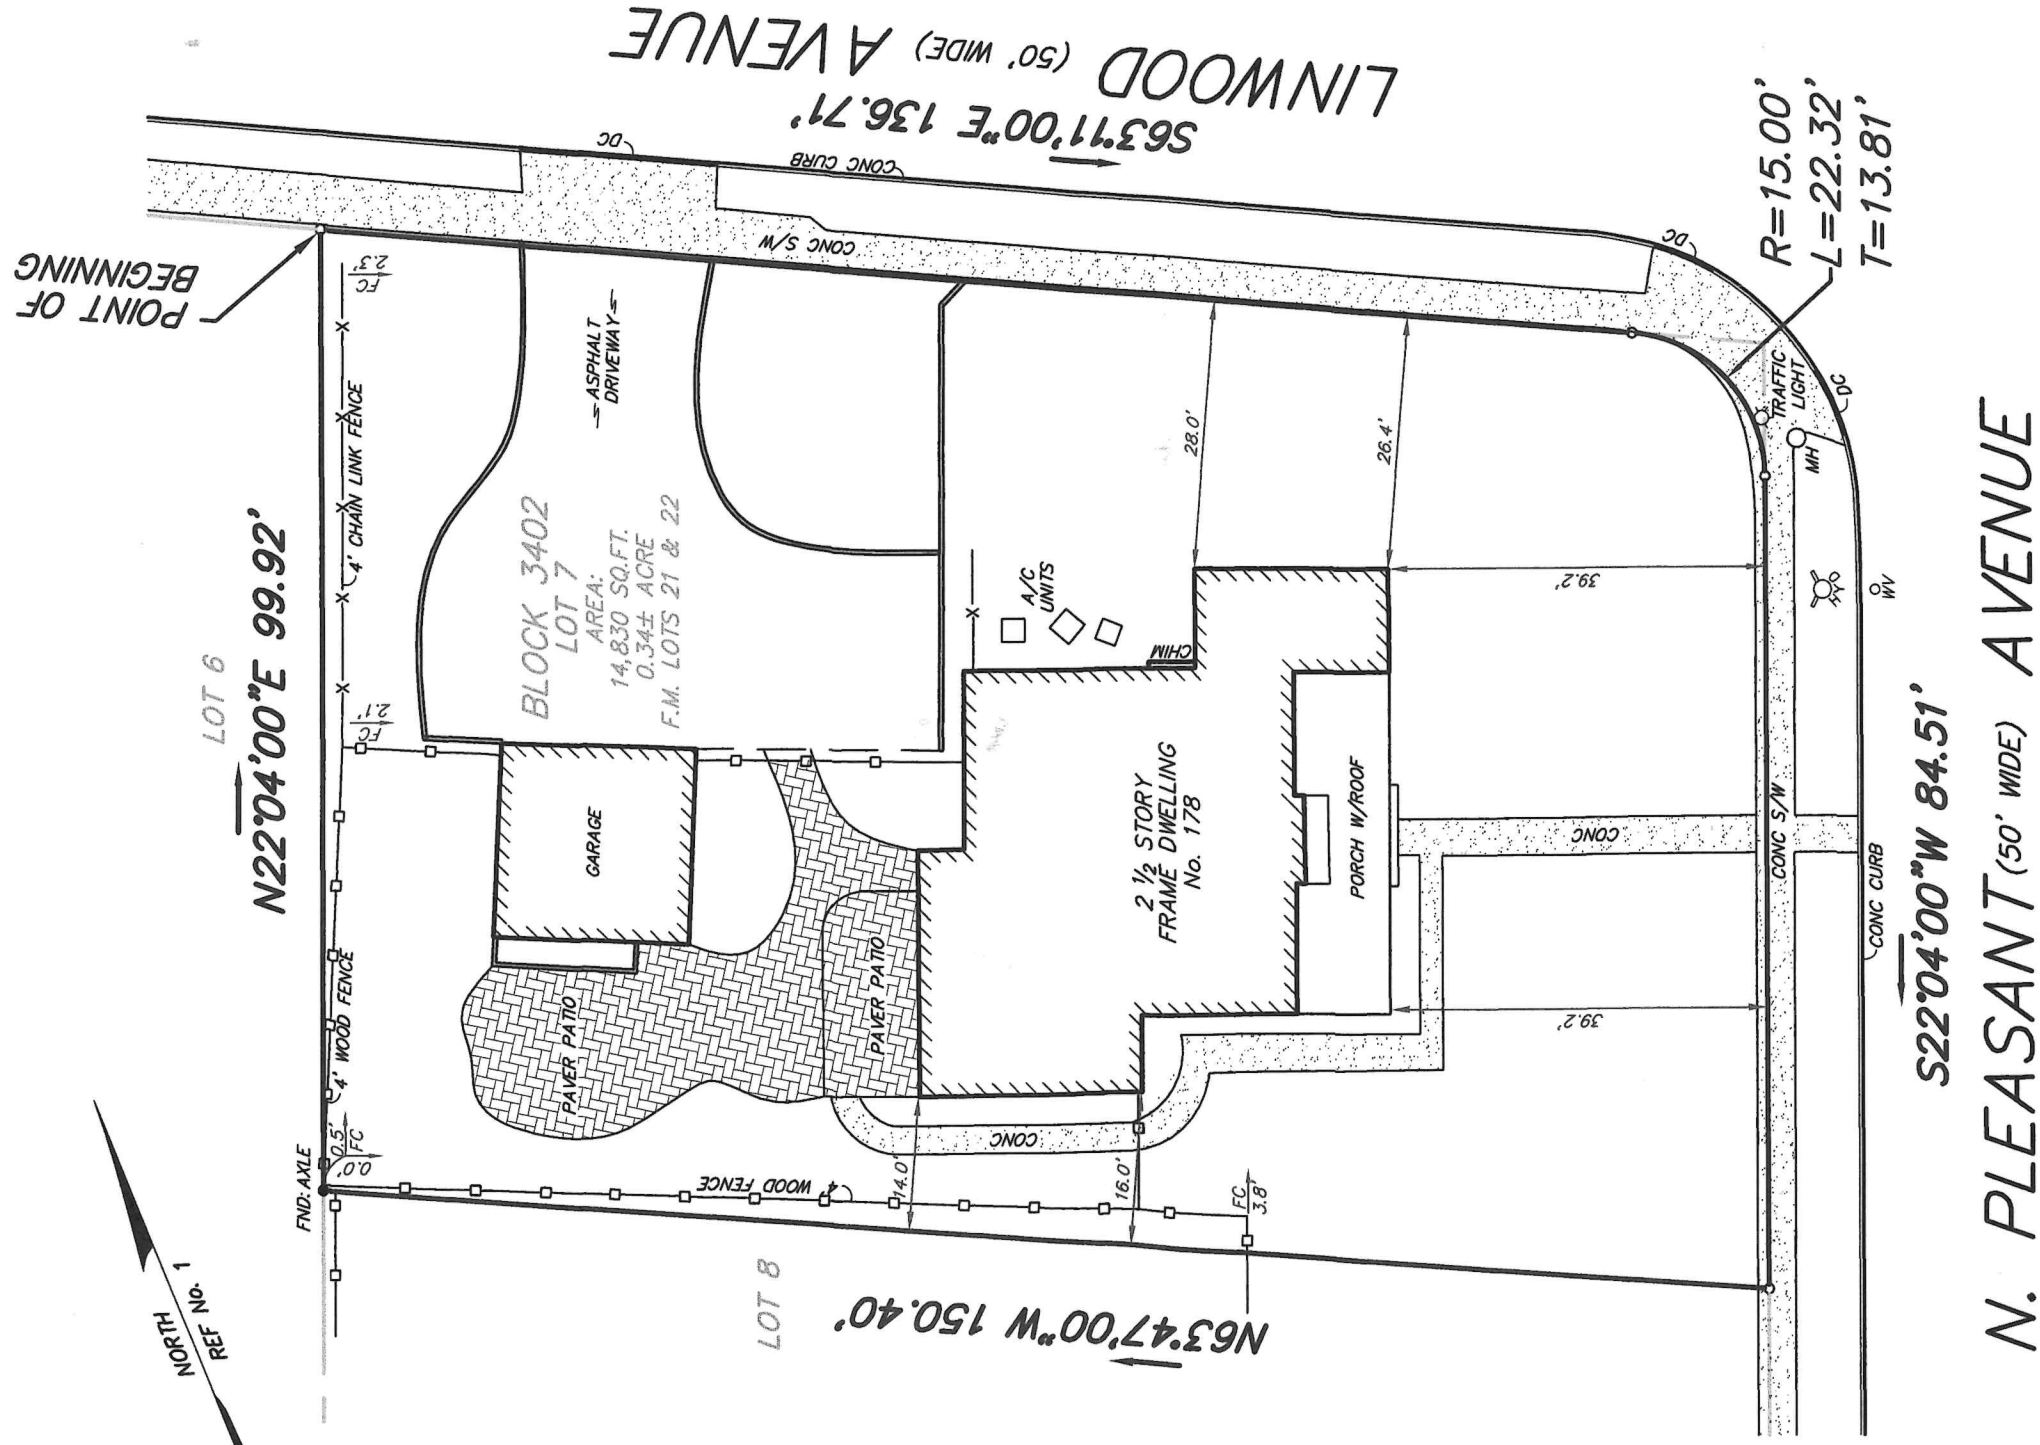 LINWOOD (50' WIDE) AVENUE
S63°11'00"E 136.71'
POINT OF
BEGINNING
DC
CONC CURB
CONC S/W
DC
R=15.00'
L=22.32'
T=13.81'
FC
2.3'
4' CHAIN LINK FENCE
ASPHALT
DRIVEWAY
TRAFFIC
LIGHT
DC
MH
28.0'
26.4'
LOT 6
N22°04'00"E 99.92'
BLOCK 3402
LOT 7
AREA:
14,830 SQ.FT.
0.34± ACRE
F.M. LOTS 21 & 22
A/C
UNITS
CHIM
39.2'
HYD
WV
FC
2.1'
GARAGE
2 ½ STORY
FRAME DWELLING
No. 178
PORCH W/ROOF
CONC
CONC S/W
CONC CURB
4' WOOD FENCE
PAVER PATIO
PAVER PATIO
39.2'
S22°04'00"W 84.51'
N. PLEASANT (50' WIDE) AVENUE
FND: AXLE
0.5'
FC
0.0'
4' WOOD FENCE
CONC
14.0'
16.0'
FC
3.8'
LOT 8
N63°47'00"W 150.40'
NORTH
REF No. 1